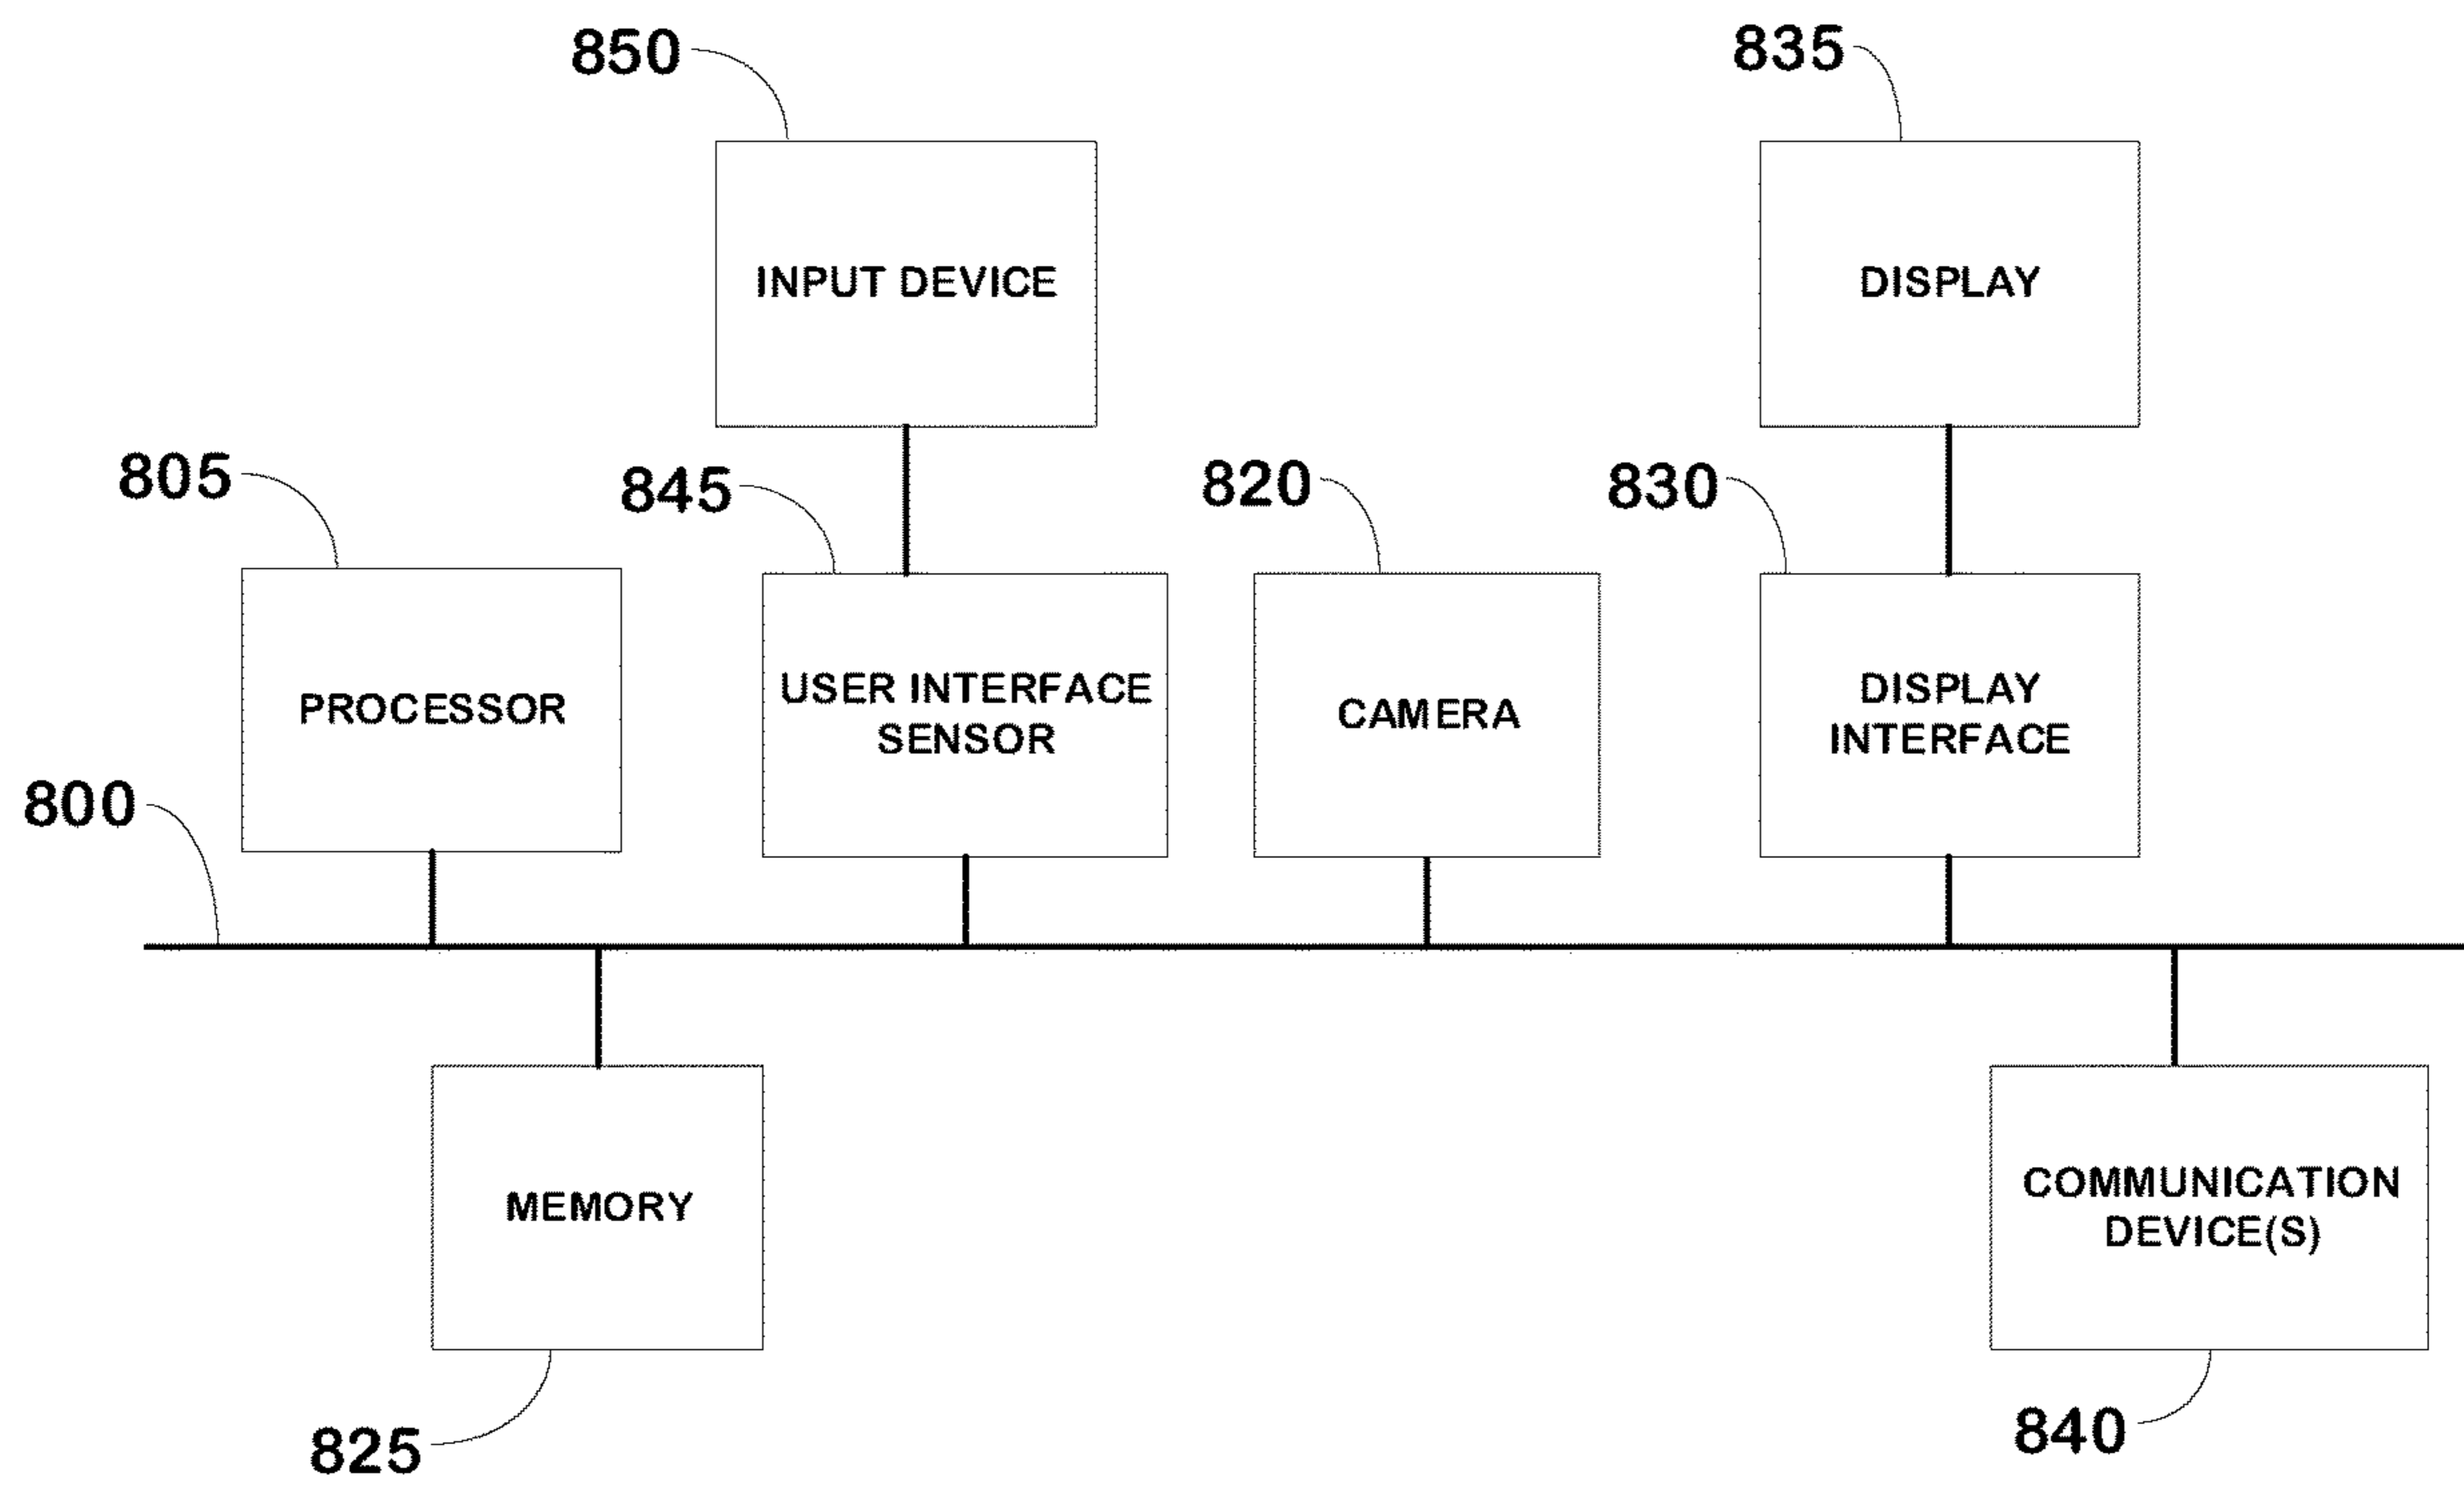 850
835
INPUT DEVICE
DISPLAY
805
845
820
830
PROCESSOR
USER INTERFACE
SENSOR
CAMERA
DISPLAY
INTERFACE
800
MEMORY
COMMUNICATION
DEVICE(S)
825
840